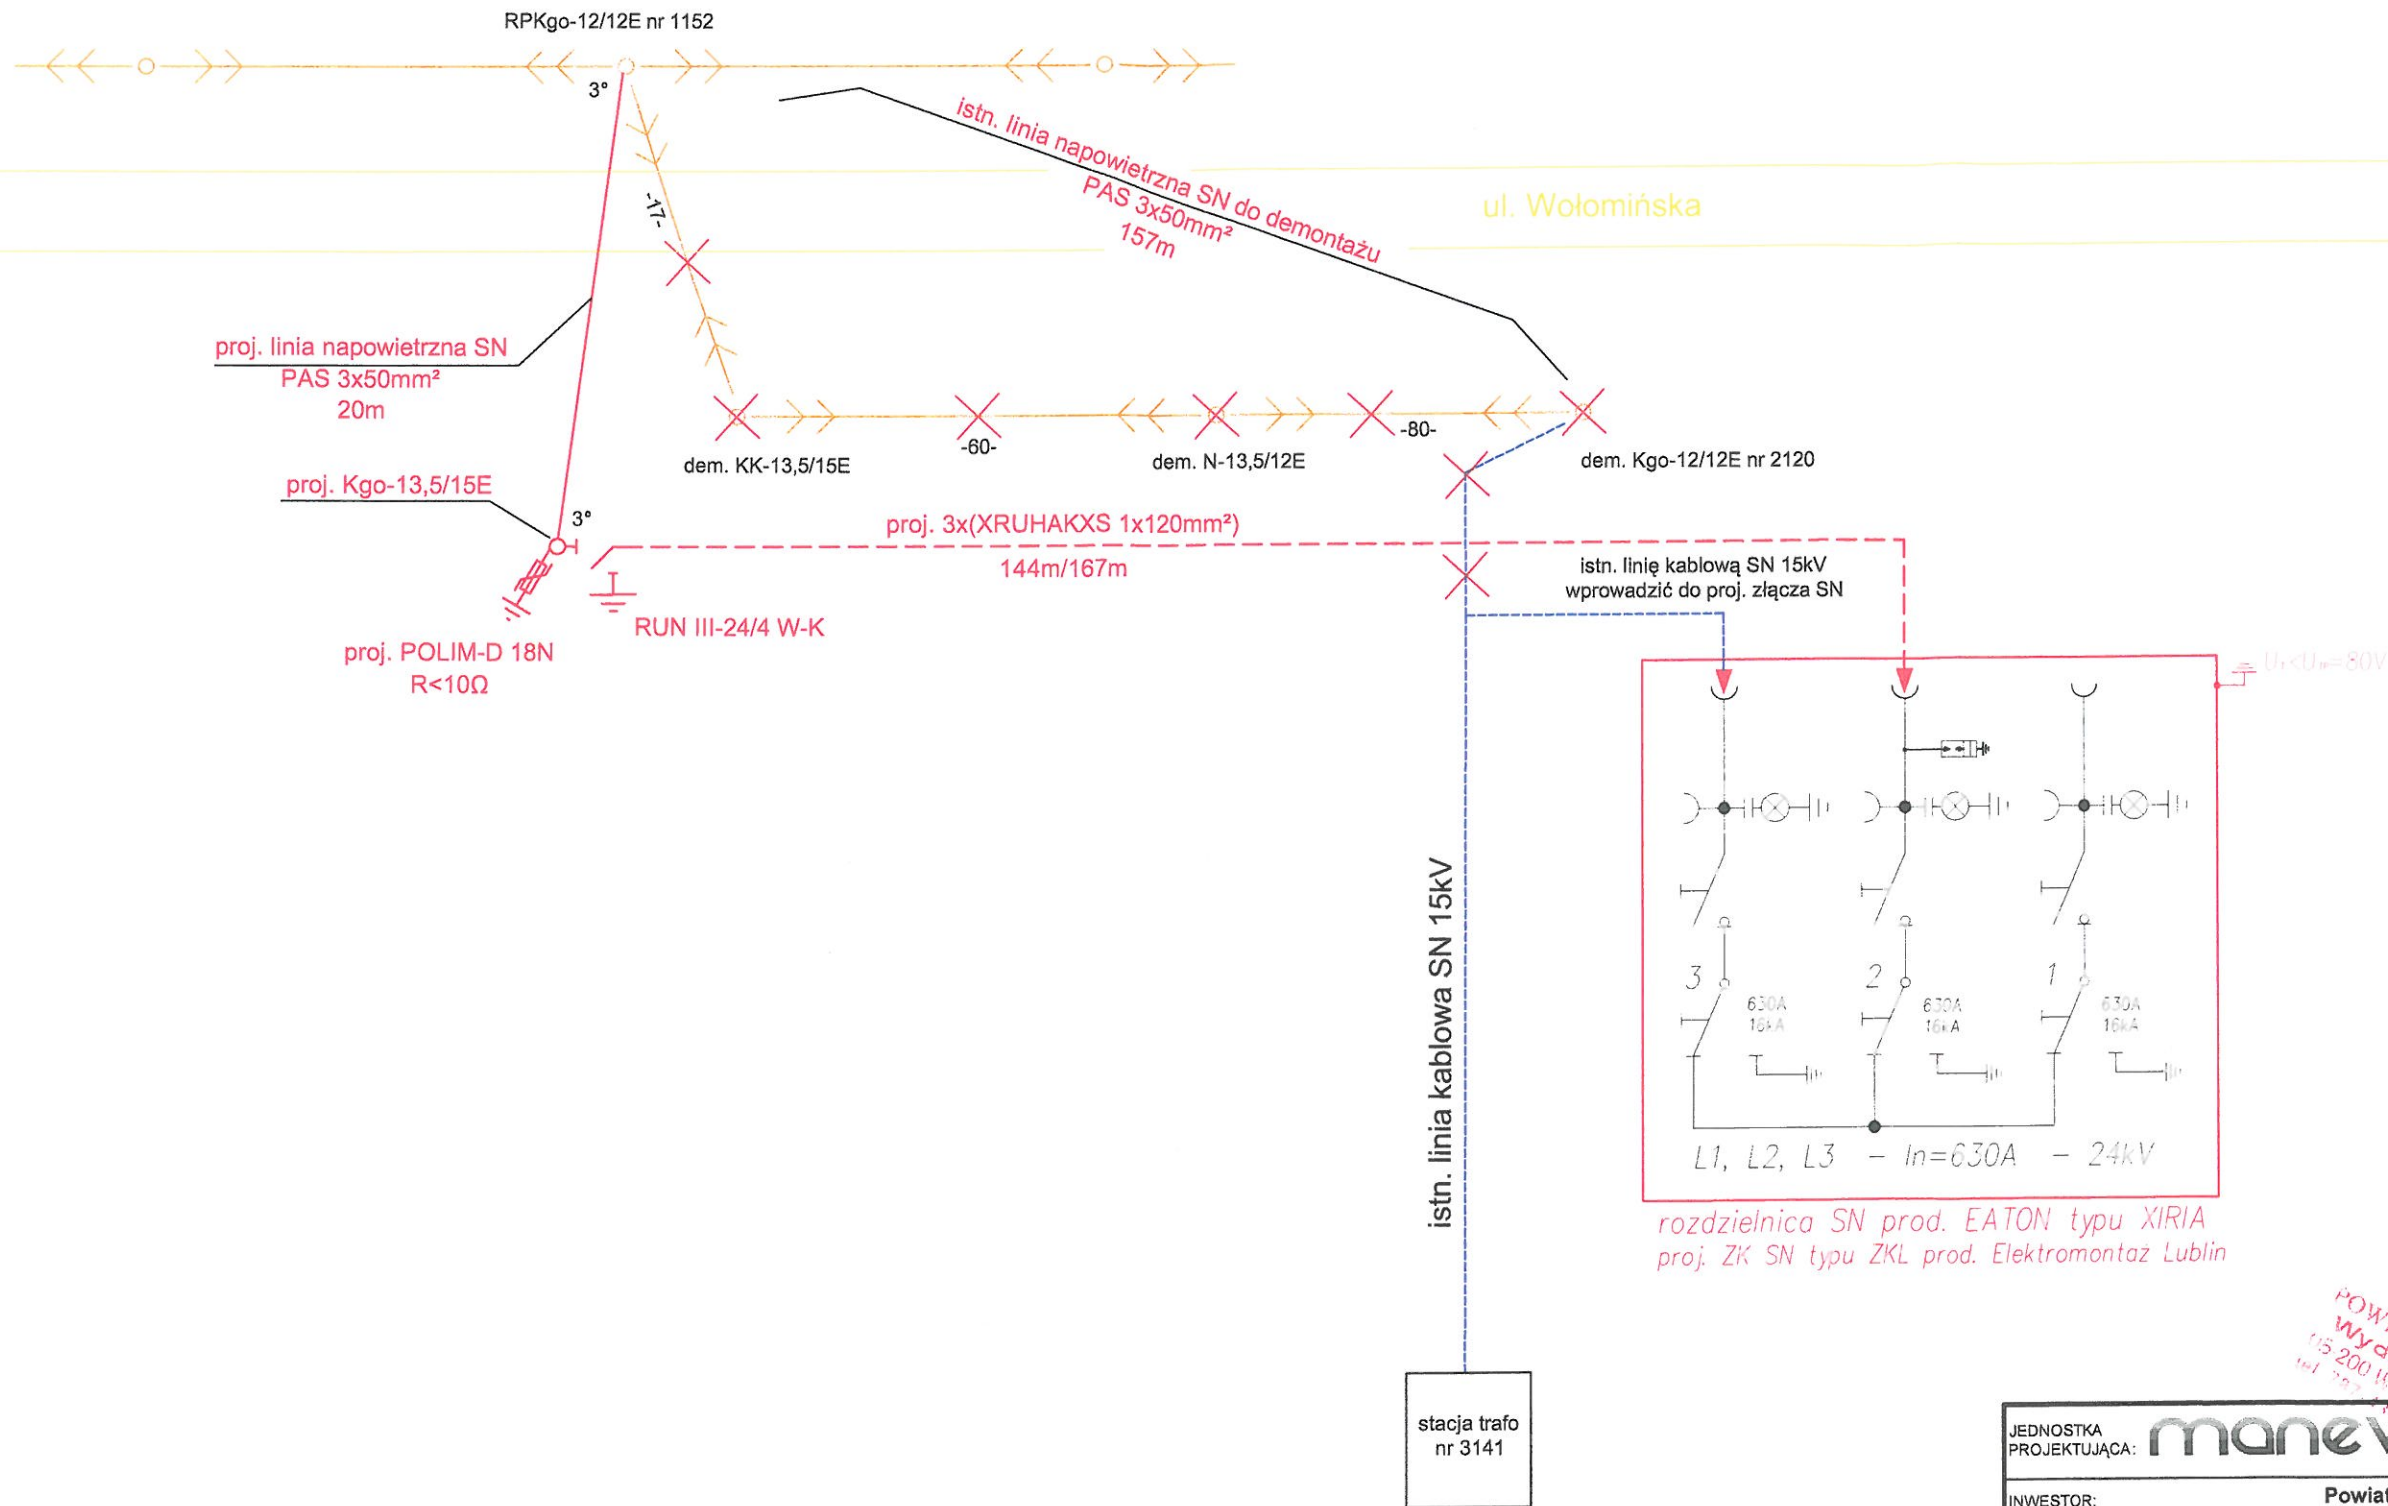 RPKgo-12/12E nr 1152
3°
istn. linia napowietrzna SN do demontażu
PAS 3x50mm²
157m
ul. Wołomińska
-17-
proj. linia napowietrzna SN
PAS 3x50mm²
20m
-60-
-80-
dem. KK-13,5/15E
dem. N-13,5/12E
dem. Kgo-12/12E nr 2120
proj. Kgo-13,5/15E
3°
proj. 3x(XRUHAKXS 1x120mm²)
144m/167m
istn. linię kablową SN 15kV
wprowadzić do proj. złącza SN
RUN III-24/4 W-K
proj. POLIM-D 18N
R<10Ω
istn. linia kablowa SN 15kV
3
630A
16kA
2
630A
16kA
1
630A
16kA
L1, L2, L3 - In=630A - 24kV
rozdzielnica SN prod. EATON typu XIRIA
proj. ZK SN typu ZKL prod. Elektromontaż Lublin
stacja trafo
nr 3141
JEDNOSTKA
PROJEKTUJĄCA:
INWESTOR:
Powiat